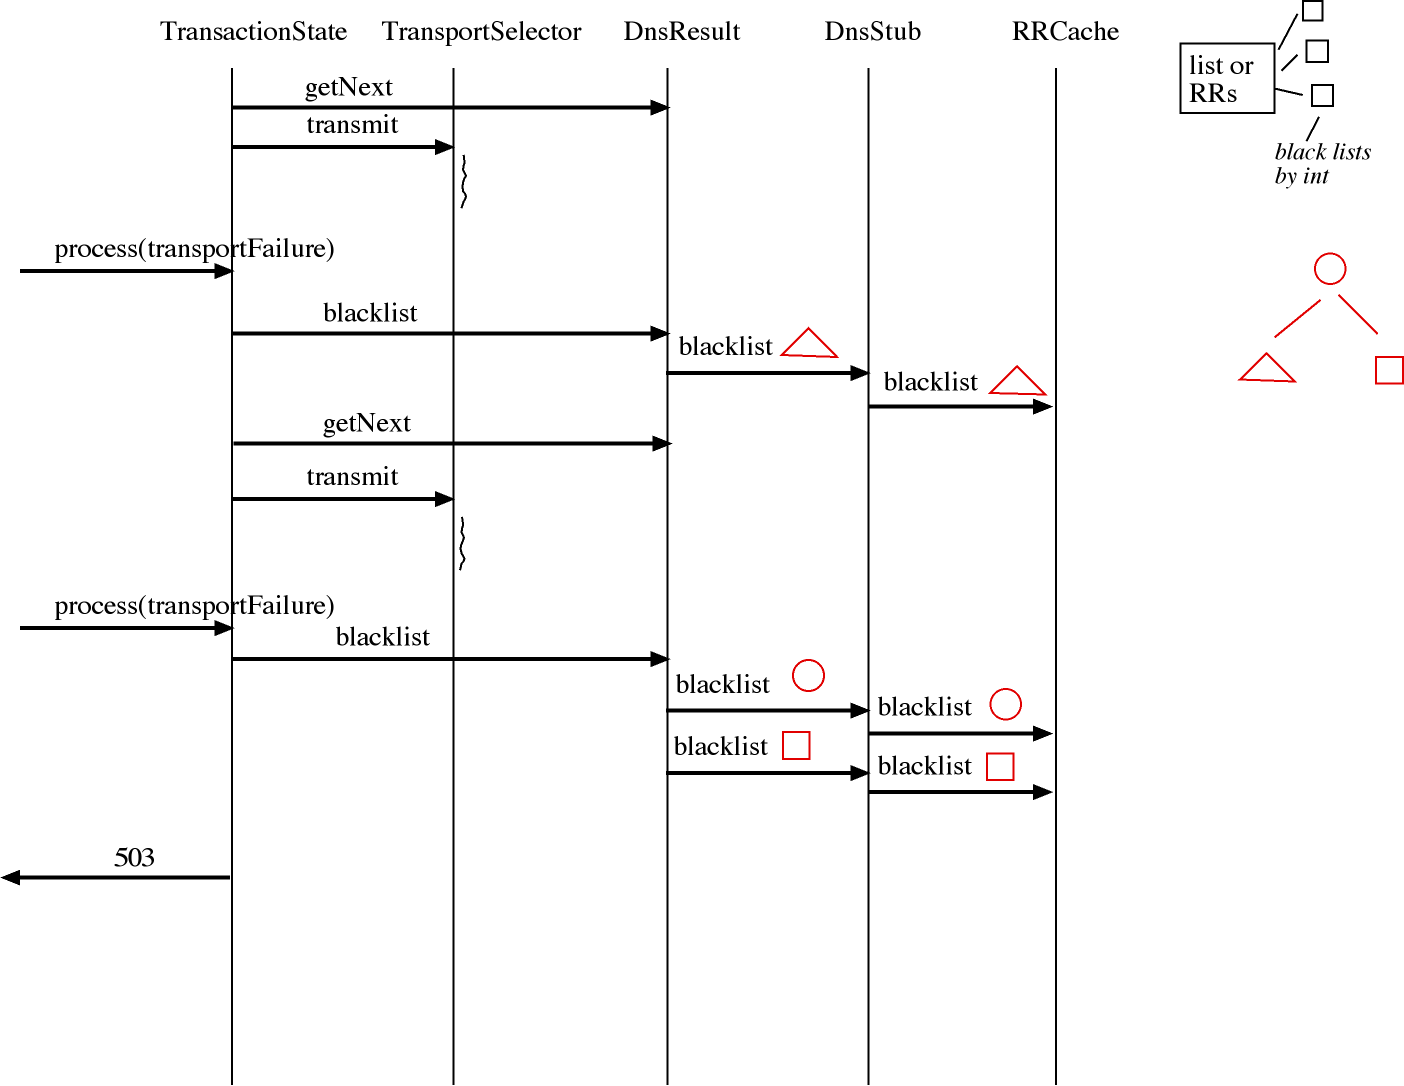 TransactionState TransportSelector DnsResult DnsStub RRCache
list or
RRs
black lists
by int
getNext
transmit
process(transportFailure)
blacklist
blacklist
blacklist
getNext
transmit
process(transportFailure)
blacklist
blacklist
blacklist
blacklist
blacklist
503